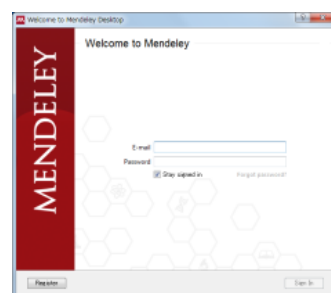 Welcome to Mendeley Desktop
MENDELEY
Welcome to Mendeley
E-mail
Password
Stay signed in
Forgot password?
Register
Sign In